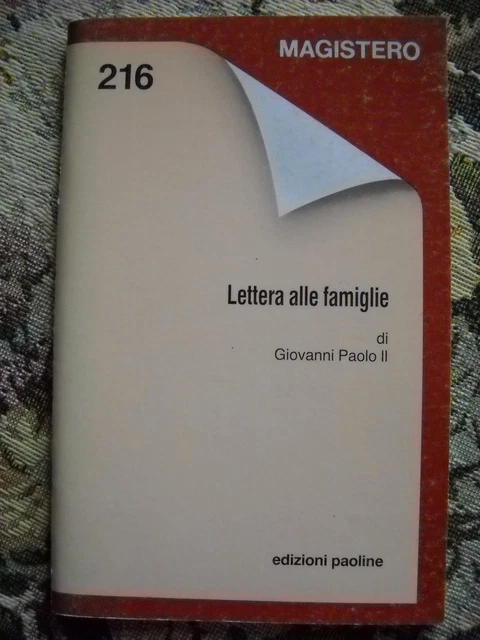 MAGISTERO
216
Lettera alle famiglie
di
Giovanni Paolo II
edizioni paoline